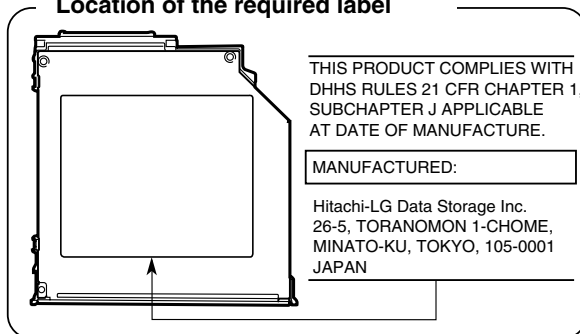 Location of the required label
THIS PRODUCT COMPLIES WITH
DHHS RULES 21 CFR CHAPTER 1,
SUBCHAPTER J APPLICABLE
AT DATE OF MANUFACTURE.
MANUFACTURED:
Hitachi-LG Data Storage Inc.
26-5, TORANOMON 1-CHOME,
MINATO-KU, TOKYO, 105-0001
JAPAN